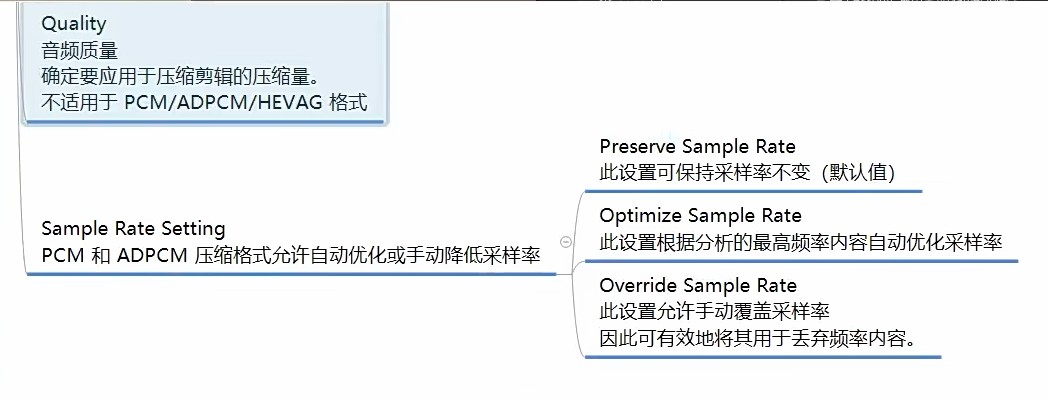 Quality
音频质量
确定要应用于压缩剪辑的压缩量。
不适用于 PCM/ADPCM/HEVAG 格式
Preserve Sample Rate
此设置可保持采样率不变（默认值）
Sample Rate Setting
PCM 和 ADPCM 压缩格式允许自动优化或手动降低采样率
Optimize Sample Rate
此设置根据分析的最高频率内容自动优化采样率
Override Sample Rate
此设置允许手动覆盖采样率
因此可有效地将其用于丢弃频率内容。